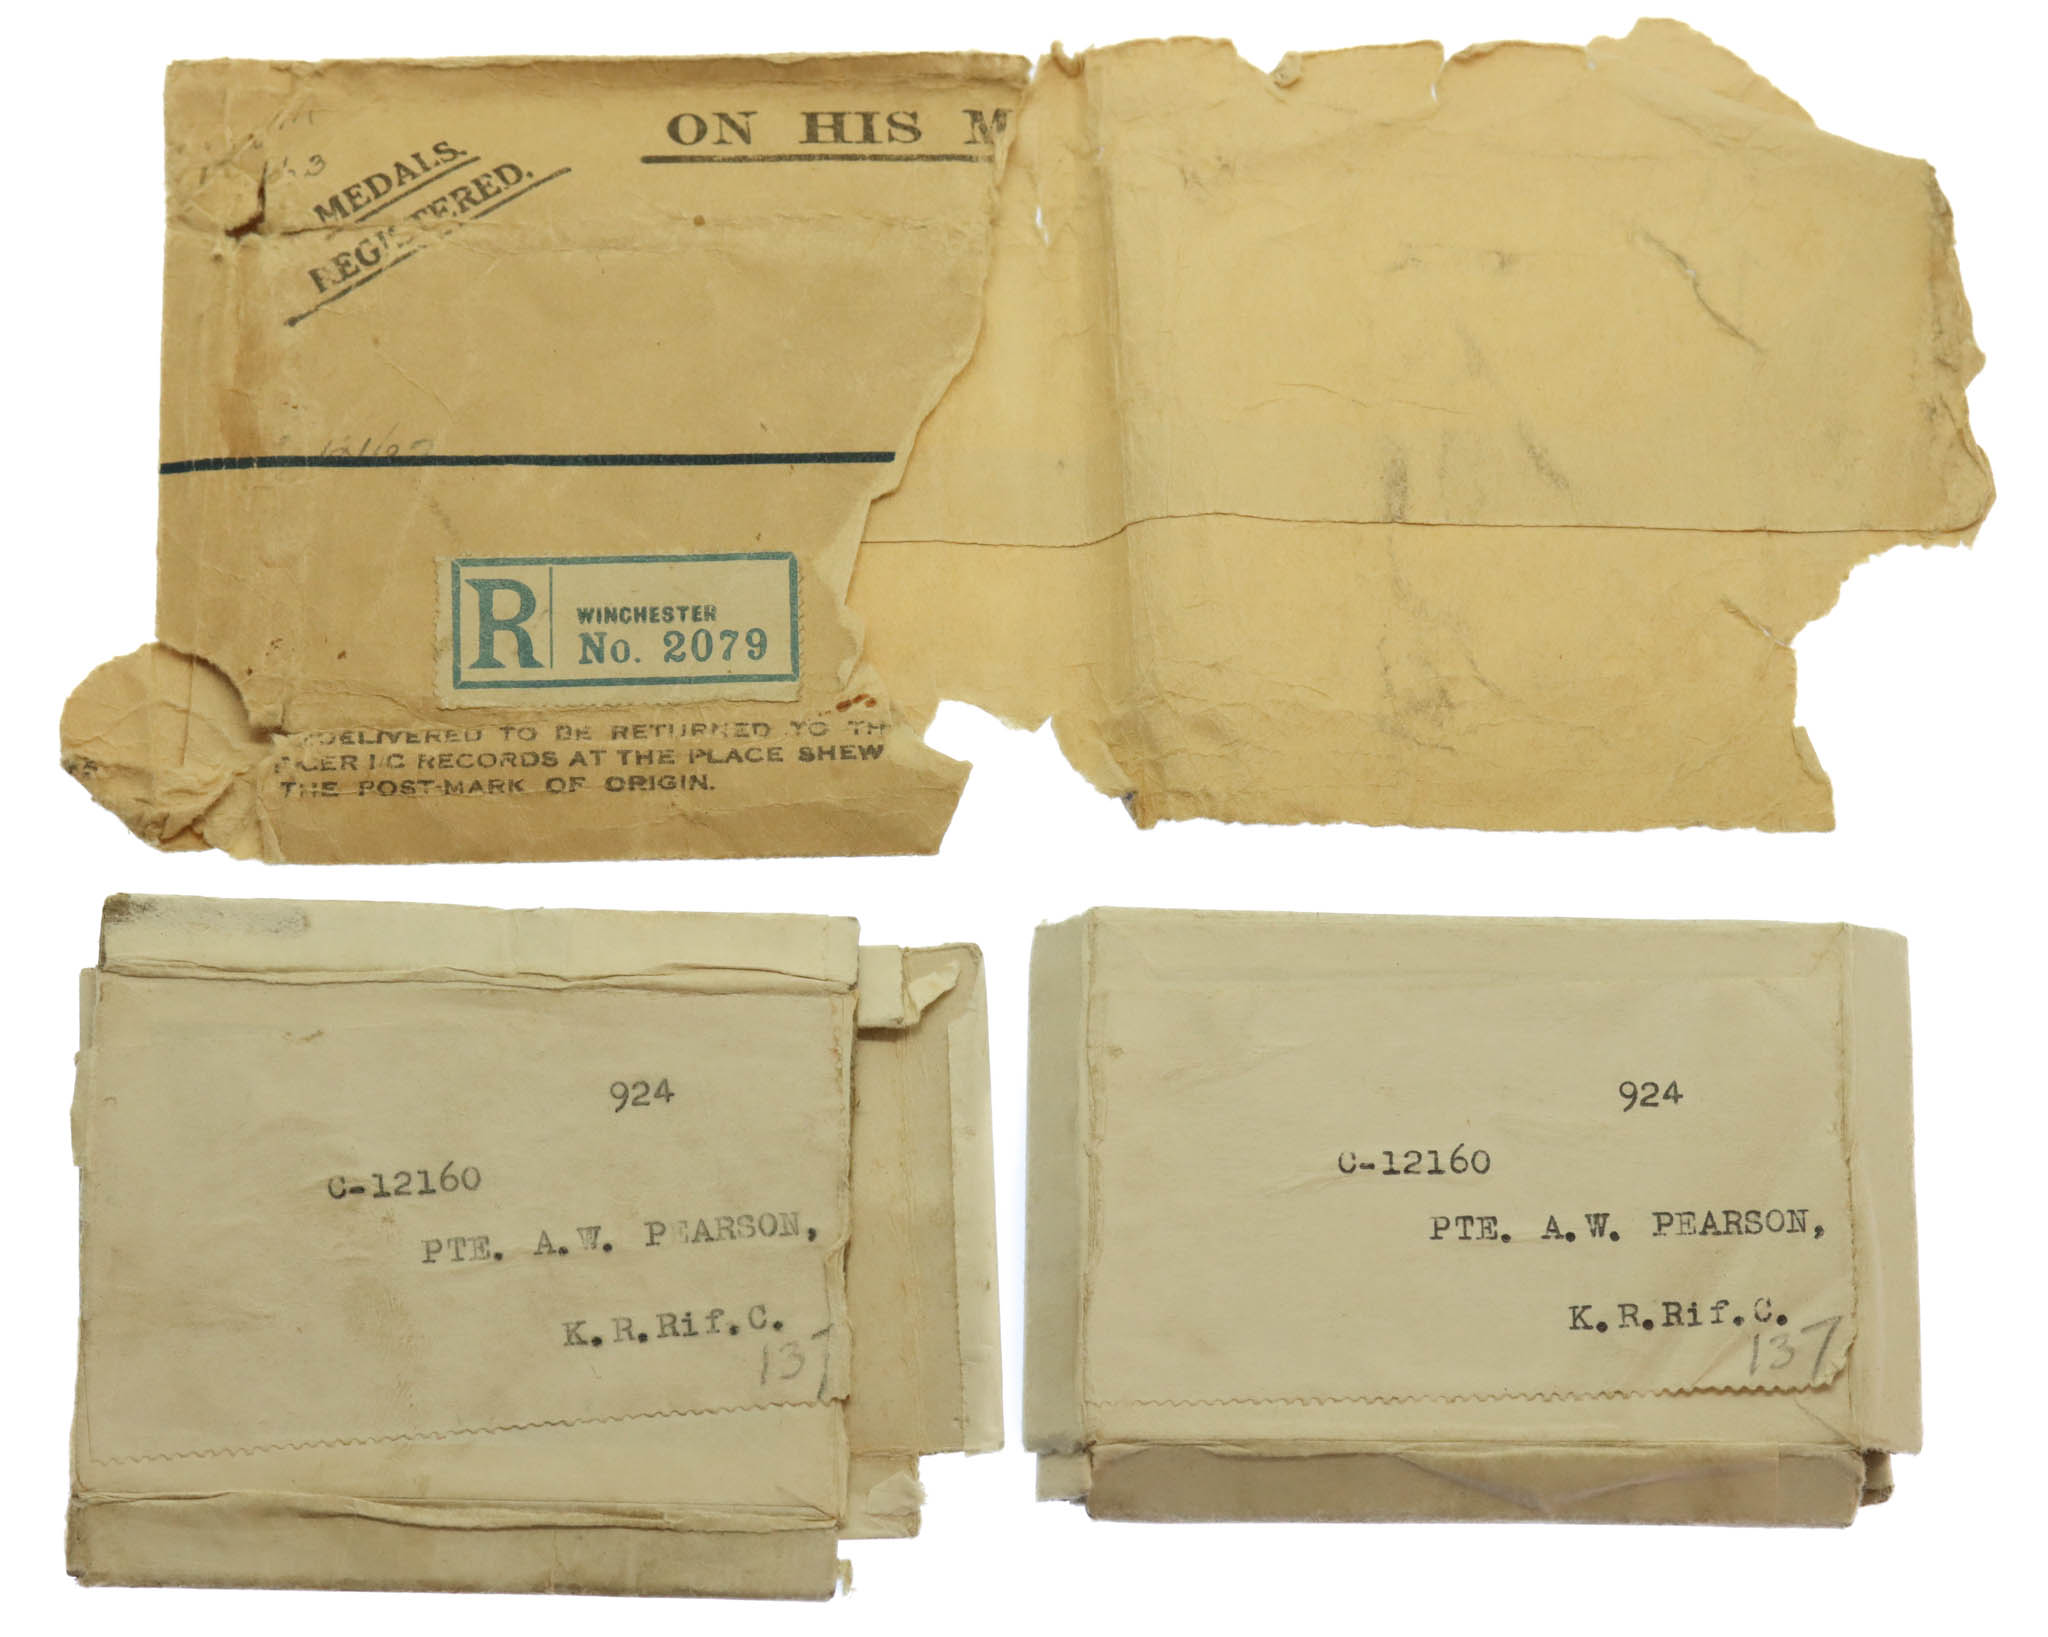 ON HIS M
MEDALS.
REGISTERED.
R
WINCHESTER
No. 2079
DELIVERED TO BE RETURNED TO TH
ICER I/C RECORDS AT THE PLACE SHEW
THE POST-MARK OF ORIGIN.
924
C-12160
PTE. A.W. PEARSON,
K.R.Rif.C.
137
924
C-12160
PTE. A.W. PEARSON,
K.R.Rif.C.
137